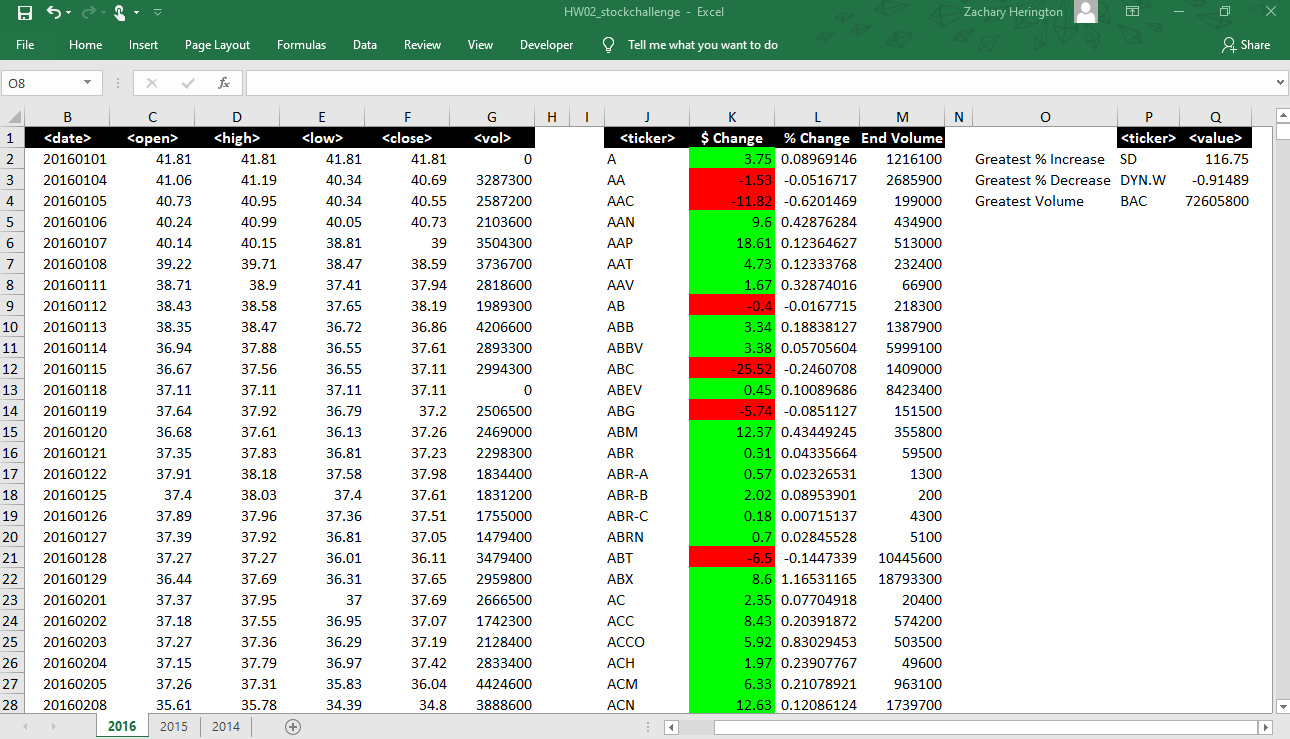 HW02_stockchallenge - Excel Zachary Herington
File Home Insert Page Layout Formulas Data Review View Developer Tell me what you want to do Share
O8 fx
B C D E F G H I J K L M N O P Q
1 <date> <open> <high> <low> <close> <vol> <ticker> $ Change % Change End Volume <ticker> <value>
2 20160101 41.81 41.81 41.81 41.81 0 A 3.75 0.08969146 1216100 Greatest % Increase SD 116.75
3 20160104 41.06 41.19 40.34 40.69 3287300 AA -1.53 -0.0516717 2685900 Greatest % Decrease DYN.W -0.91489
4 20160105 40.73 40.95 40.34 40.55 2587200 AAC -11.82 -0.6201469 199000 Greatest Volume BAC 72605800
5 20160106 40.24 40.99 40.05 40.73 2103600 AAN 9.6 0.42876284 434900
6 20160107 40.14 40.15 38.81 39 3504300 AAP 18.61 0.12364627 513000
7 20160108 39.22 39.71 38.47 38.59 3736700 AAT 4.73 0.12333768 232400
8 20160111 38.71 38.9 37.41 37.94 2818600 AAV 1.67 0.32874016 66900
9 20160112 38.43 38.58 37.65 38.19 1989300 AB -0.4 -0.0167715 218300
10 20160113 38.35 38.47 36.72 36.86 4206600 ABB 3.34 0.18838127 1387900
11 20160114 36.94 37.88 36.55 37.61 2893300 ABBV 3.38 0.05705604 5999100
12 20160115 36.67 37.56 36.55 37.11 2994300 ABC -25.52 -0.2460708 1409000
13 20160118 37.11 37.11 37.11 37.11 0 ABEV 0.45 0.10089686 8423400
14 20160119 37.64 37.92 36.79 37.2 2506500 ABG -5.74 -0.0851127 151500
15 20160120 36.68 37.61 36.13 37.26 2469000 ABM 12.37 0.43449245 355800
16 20160121 37.35 37.83 36.81 37.23 2298300 ABR 0.31 0.04335664 59500
17 20160122 37.91 38.18 37.58 37.98 1834400 ABR-A 0.57 0.02326531 1300
18 20160125 37.4 38.03 37.4 37.61 1831200 ABR-B 2.02 0.08953901 200
19 20160126 37.89 37.96 37.36 37.51 1755000 ABR-C 0.18 0.00715137 4300
20 20160127 37.39 37.92 36.81 37.05 1479400 ABRN 0.7 0.02845528 5100
21 20160128 37.27 37.27 36.01 36.11 3479400 ABT -6.5 -0.1447339 10445600
22 20160129 36.44 37.69 36.31 37.65 2959800 ABX 8.6 1.16531165 18793300
23 20160201 37.37 37.95 37 37.69 2666500 AC 2.35 0.07704918 20400
24 20160202 37.18 37.55 36.95 37.07 1742300 ACC 8.43 0.20391872 574200
25 20160203 37.27 37.36 36.29 37.19 2128400 ACCO 5.92 0.83029453 503500
26 20160204 37.15 37.79 36.97 37.42 2833400 ACH 1.97 0.23907767 49600
27 20160205 37.26 37.31 35.83 36.04 4424600 ACM 6.33 0.21078921 963100
28 20160208 35.61 35.78 34.39 34.8 3888600 ACN 12.63 0.12086124 1739700
2016 2015 2014